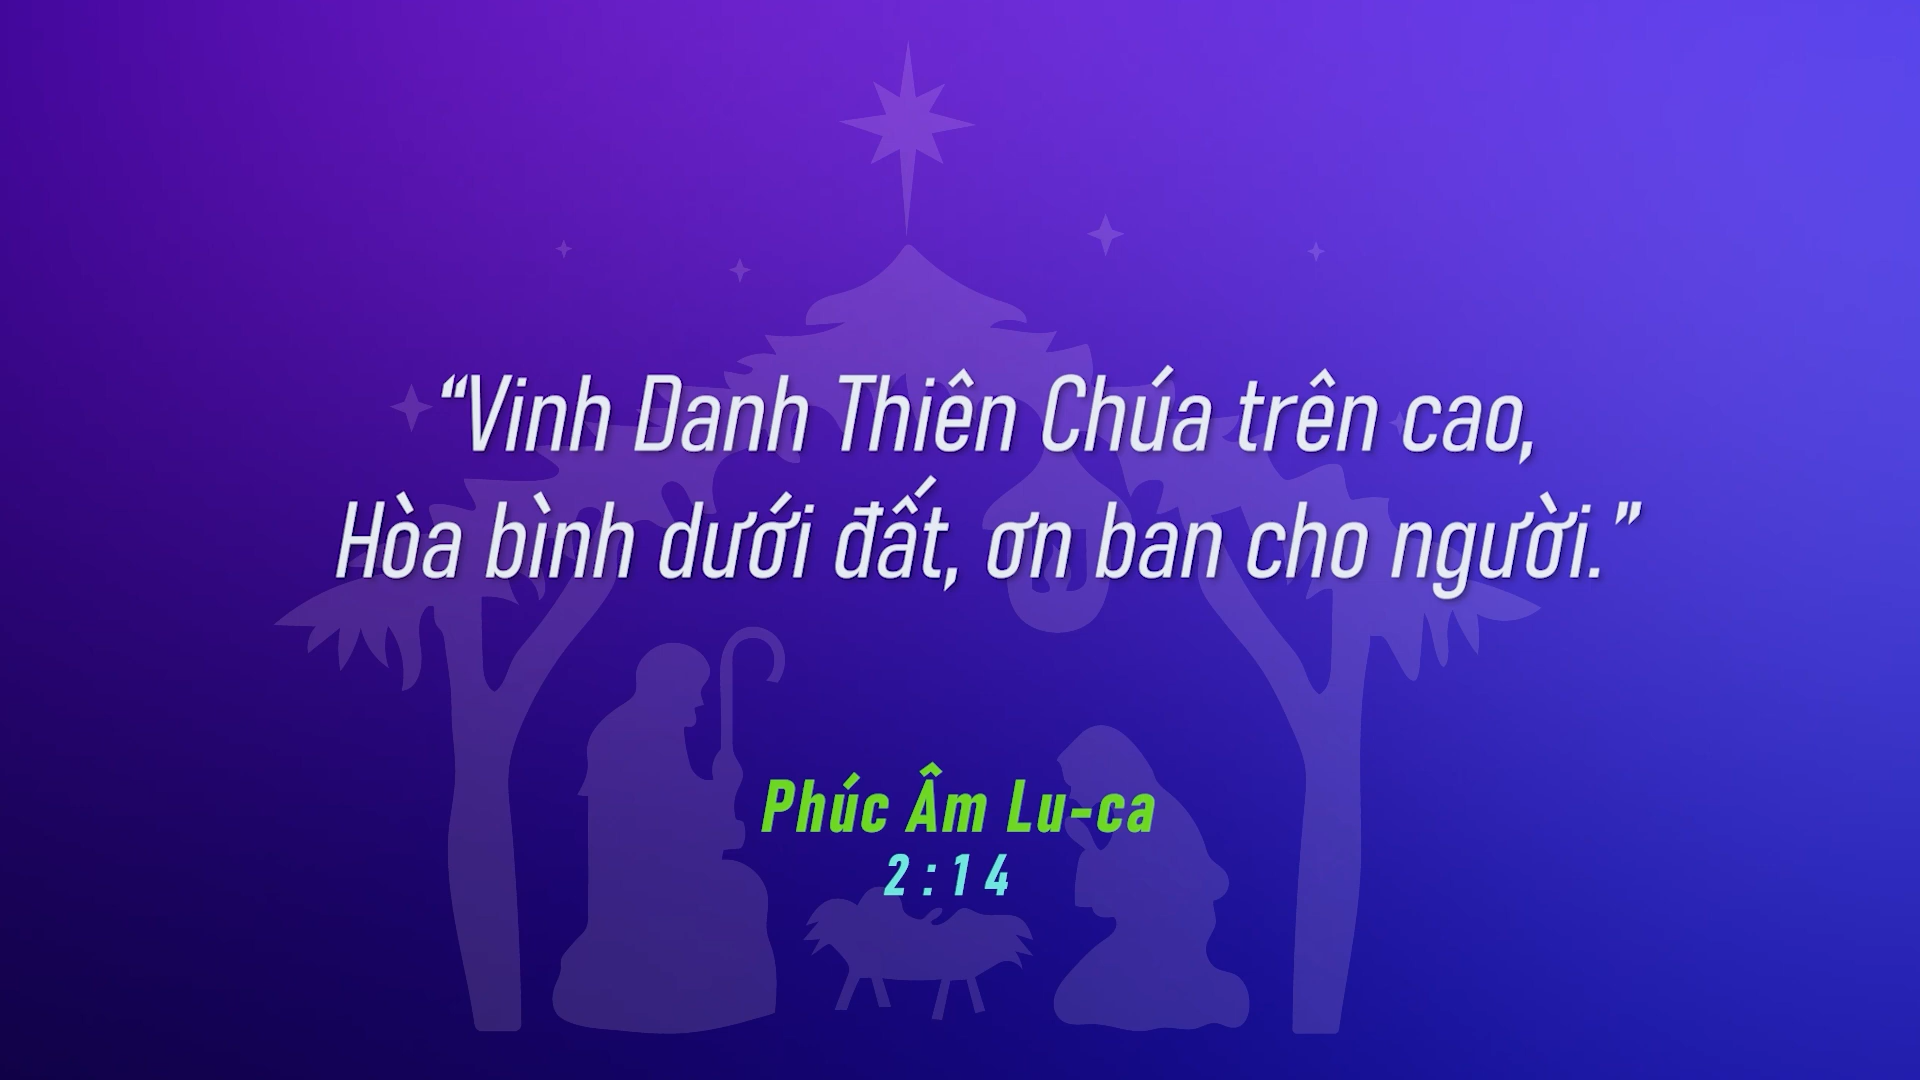 “Vinh Danh Thiên Chúa trên cao,
Hòa bình dưới đất, ơn ban cho người.”
Phúc Âm Lu-ca
2:14